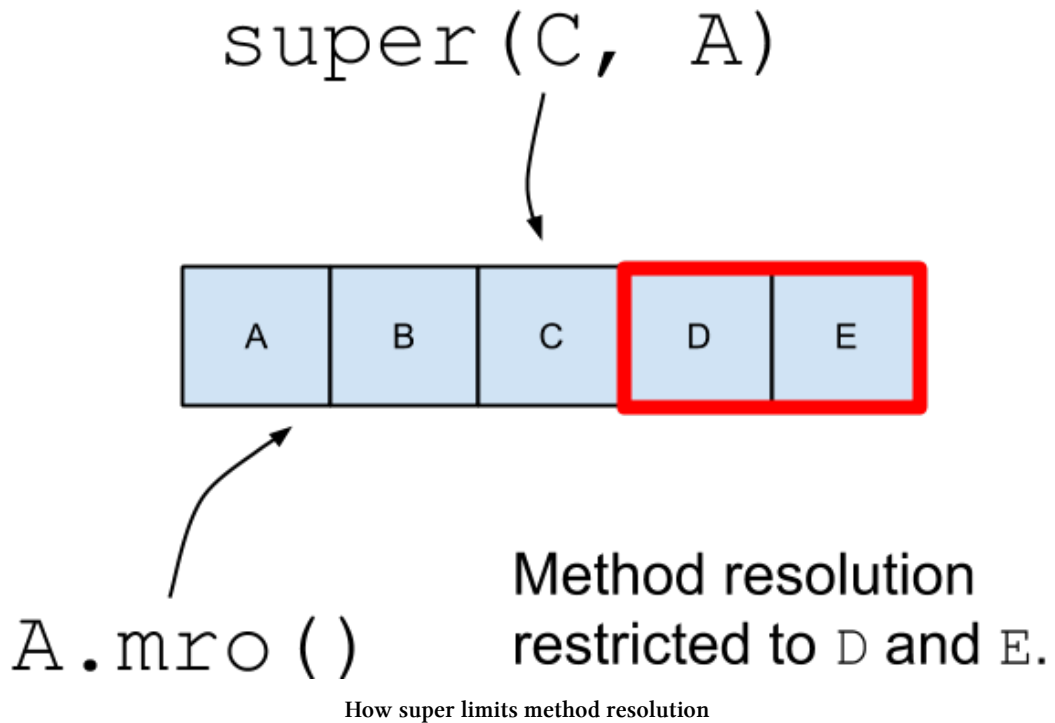 super(C, A)
A B C D E
A.mro()
Method resolution
restricted to D and E.
How super limits method resolution